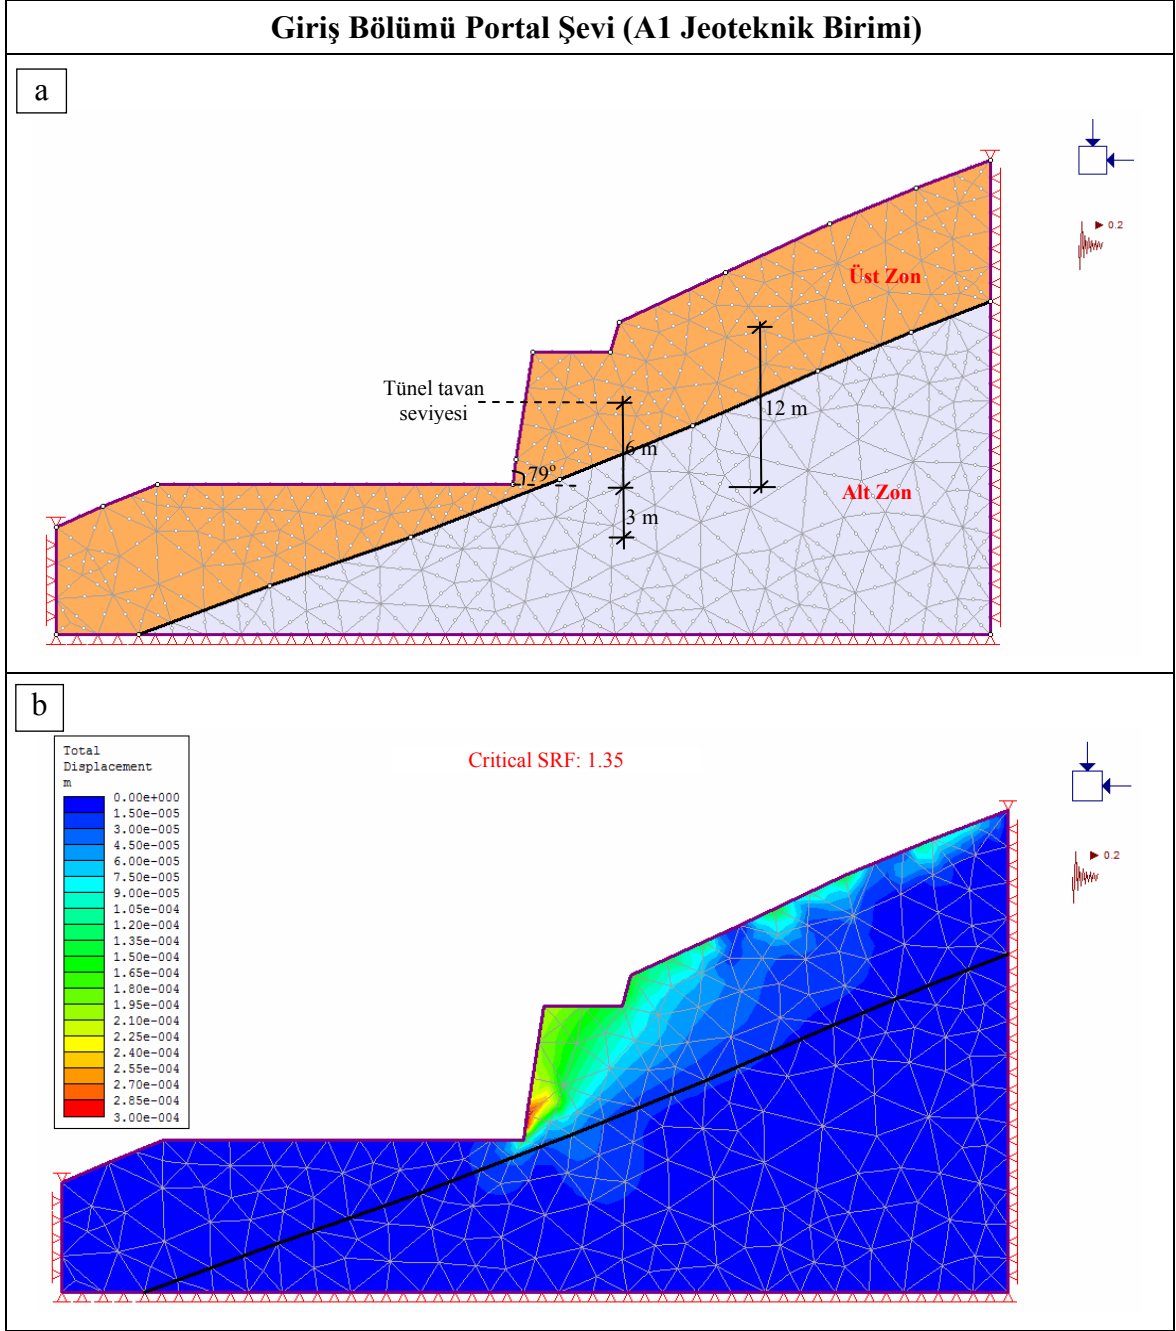 Giriş Bölümü Portal Şevi (A1 Jeoteknik Birimi)
a
0.2
Üst Zon
Tünel tavan
seviyesi
12 m
6 m
79º
Alt Zon
3 m
b
Critical SRF: 1.35
Total
Displacement
m
0.00e+000
1.50e-005
3.00e-005
4.50e-005
6.00e-005
7.50e-005
9.00e-005
1.05e-004
1.20e-004
1.35e-004
1.50e-004
1.65e-004
1.80e-004
1.95e-004
2.10e-004
2.25e-004
2.40e-004
2.55e-004
2.70e-004
2.85e-004
3.00e-004
0.2